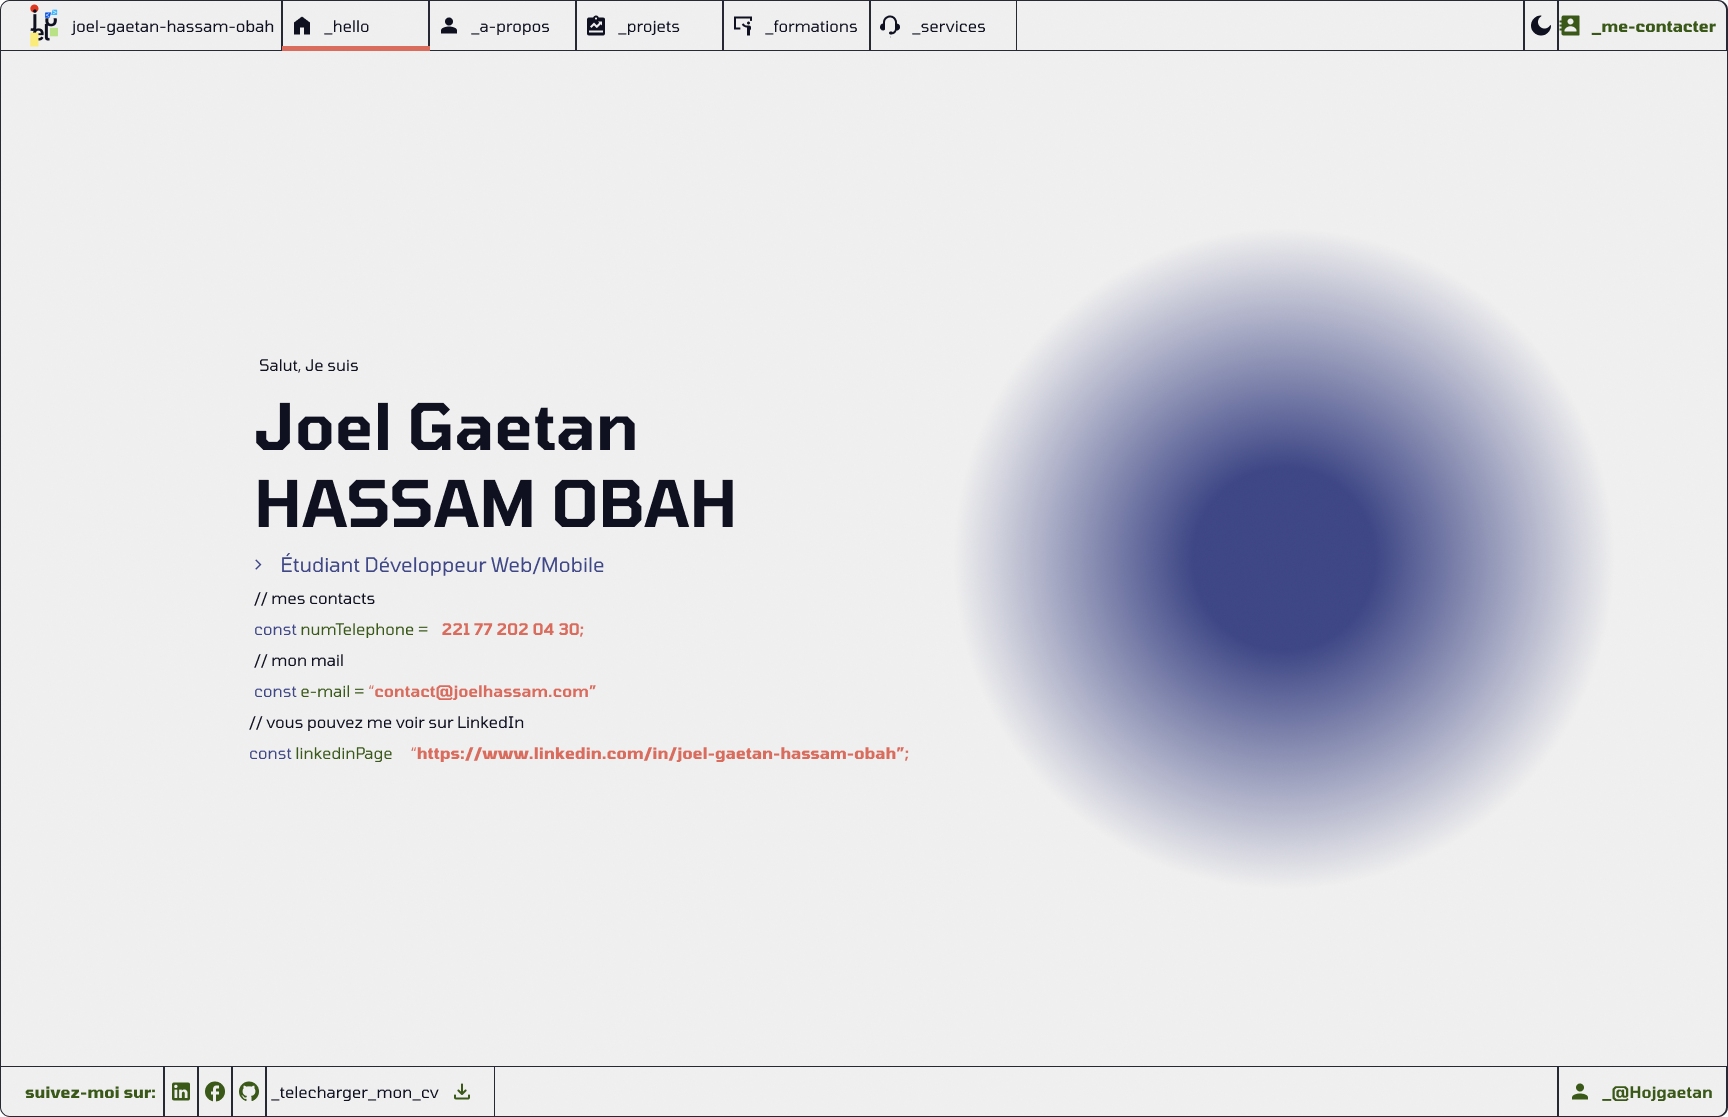 joel-gaetan-hassam-obah
_hello
_a-propos
_projets
_formations
_services
_me-contacter
Salut, Je suis
Joel Gaetan
HASSAM OBAH
> Étudiant Développeur Web/Mobile
// mes contacts
const numTelephone = 221 77 202 04 30;
// mon mail
const e-mail = “contact@joelhassam.com”
// vous pouvez me voir sur LinkedIn
const linkedinPage “https://www.linkedin.com/in/joel-gaetan-hassam-obah”;
suivez-moi sur:
_telecharger_mon_cv
_@Hojgaetan